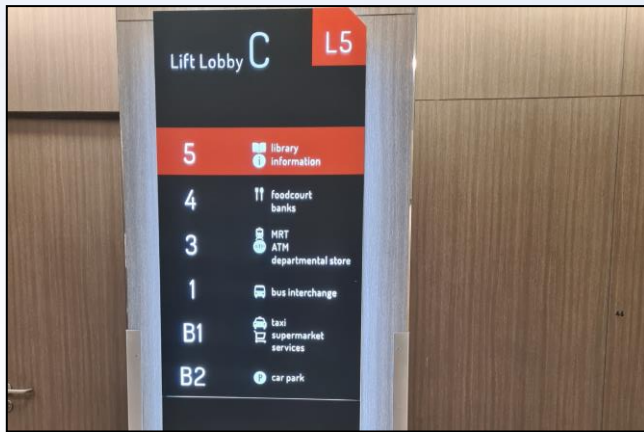 Lift Lobby C
L5
5
library
information
4
foodcourt
banks
3
MRT
ATM
departmental store
1
bus interchange
B1
taxi
supermarket
services
B2
P car park